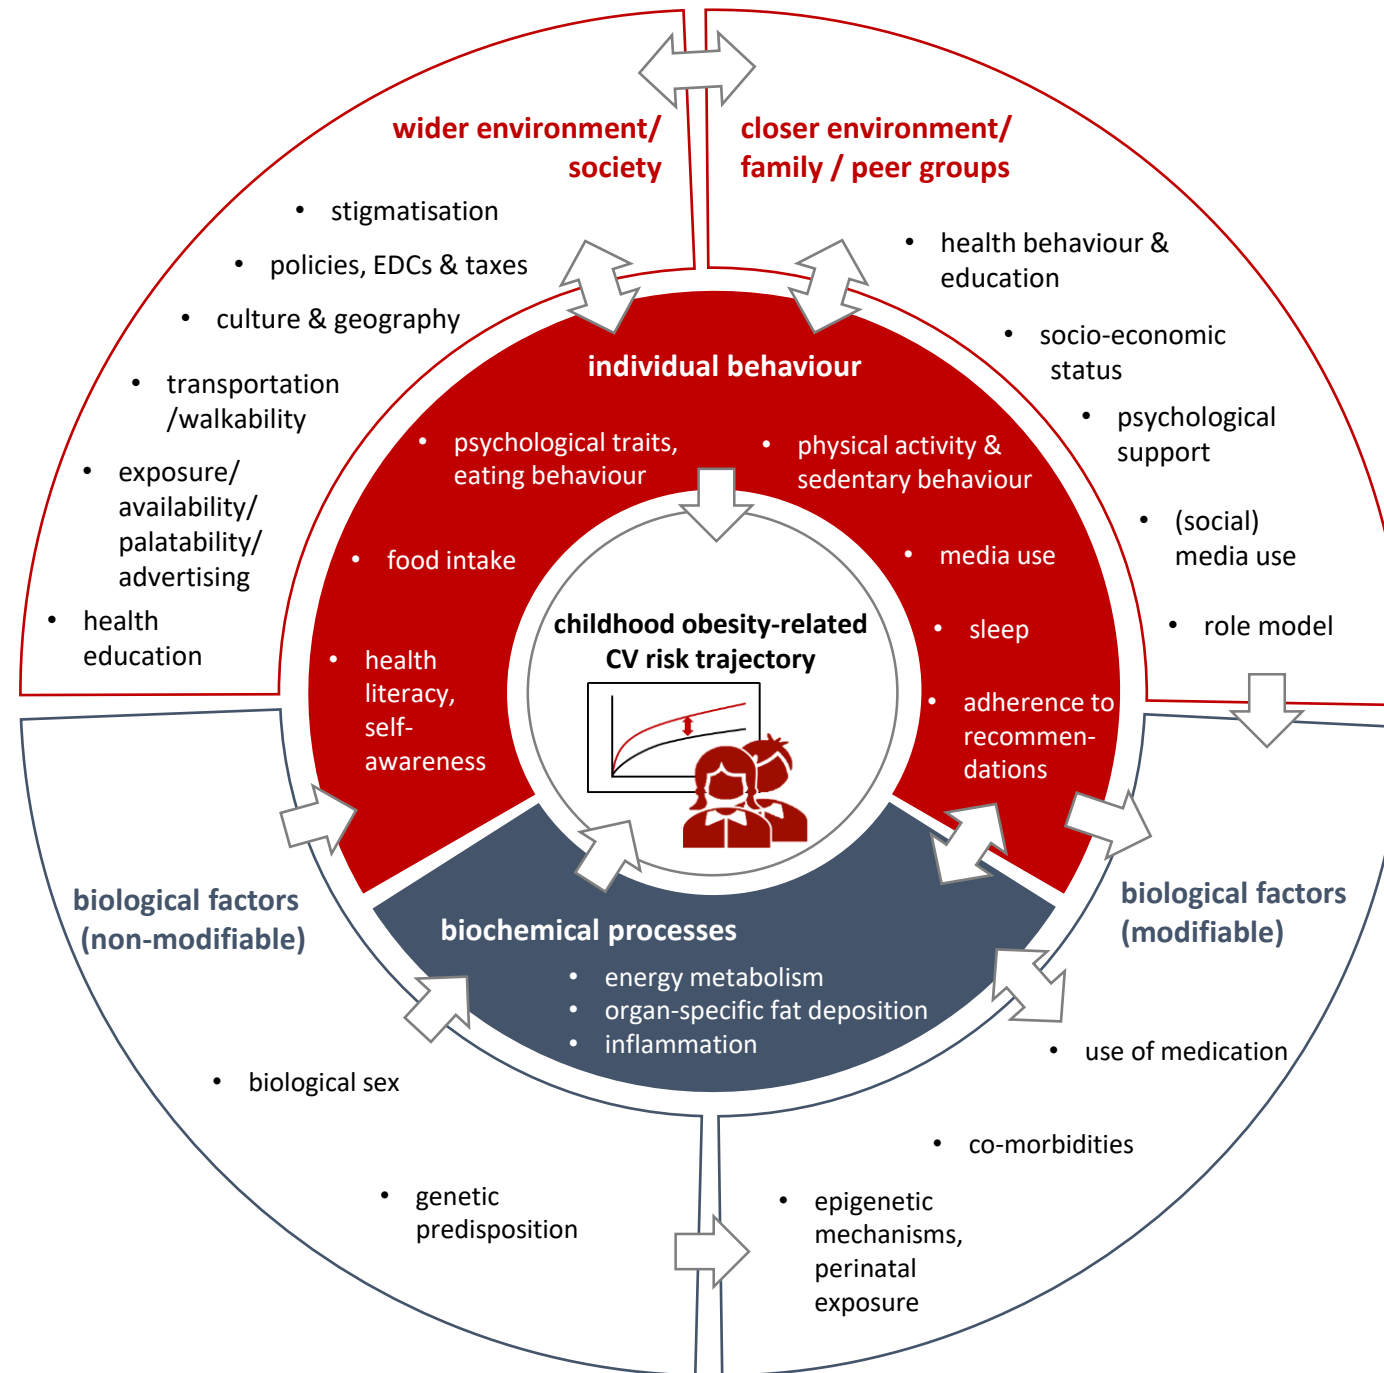 wider environment/
society
• stigmatisation
• policies, EDCs & taxes
• culture & geography
• transportation
/walkability
• exposure/
availability/
palatability/
advertising
• health
education
closer environment/
family / peer groups
• health behaviour &
education
• socio-economic
status
• psychological
support
• (social)
media use
• role model
individual behaviour
• psychological traits,
eating behaviour
• food intake
• health
literacy,
self-
awareness
• physical activity &
sedentary behaviour
• media use
• sleep
• adherence to
recommen-
dations
childhood obesity-related
CV risk trajectory
biochemical processes
• energy metabolism
• organ-specific fat deposition
• inflammation
biological factors
(non-modifiable)
• biological sex
• genetic
predisposition
biological factors
(modifiable)
• use of medication
• co-morbidities
• epigenetic
mechanisms,
perinatal
exposure